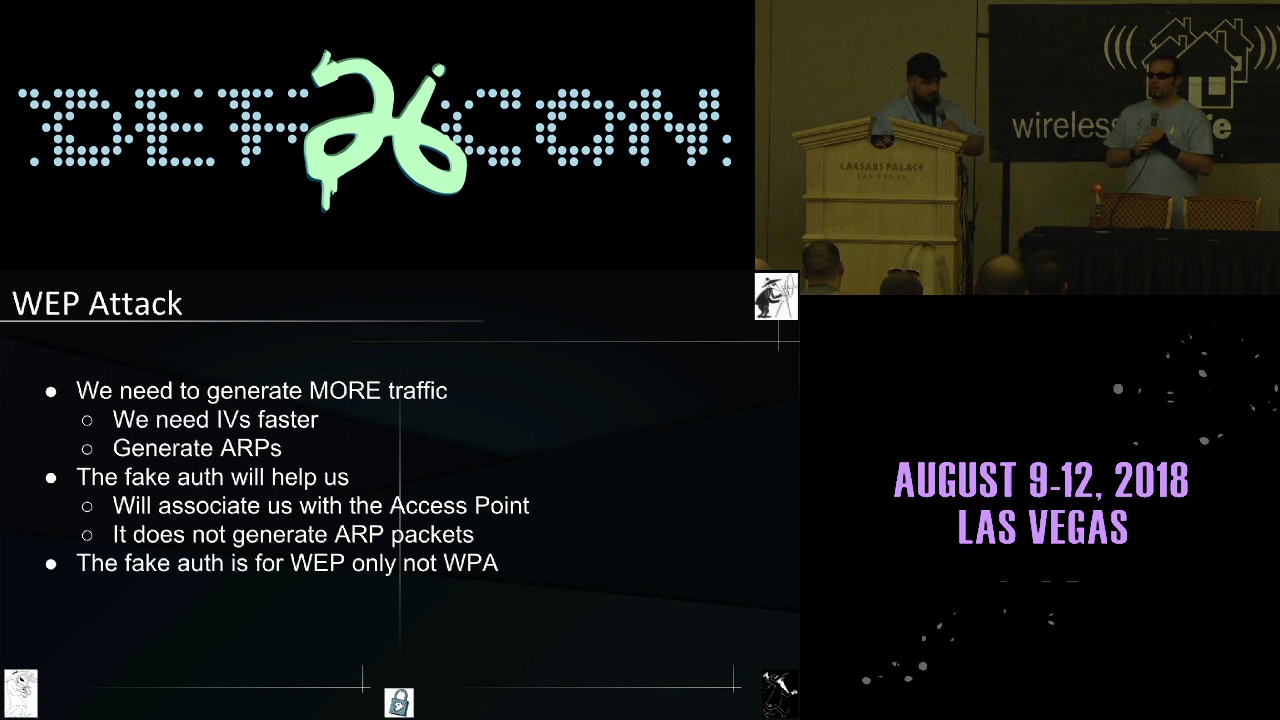 DEF 26 CON
CAESARS PALACE
LAS VEGAS
wireless
WEP Attack
● We need to generate MORE traffic
○ We need IVs faster
○ Generate ARPs
● The fake auth will help us
○ Will associate us with the Access Point
○ It does not generate ARP packets
● The fake auth is for WEP only not WPA
AUGUST 9-12, 2018
LAS VEGAS